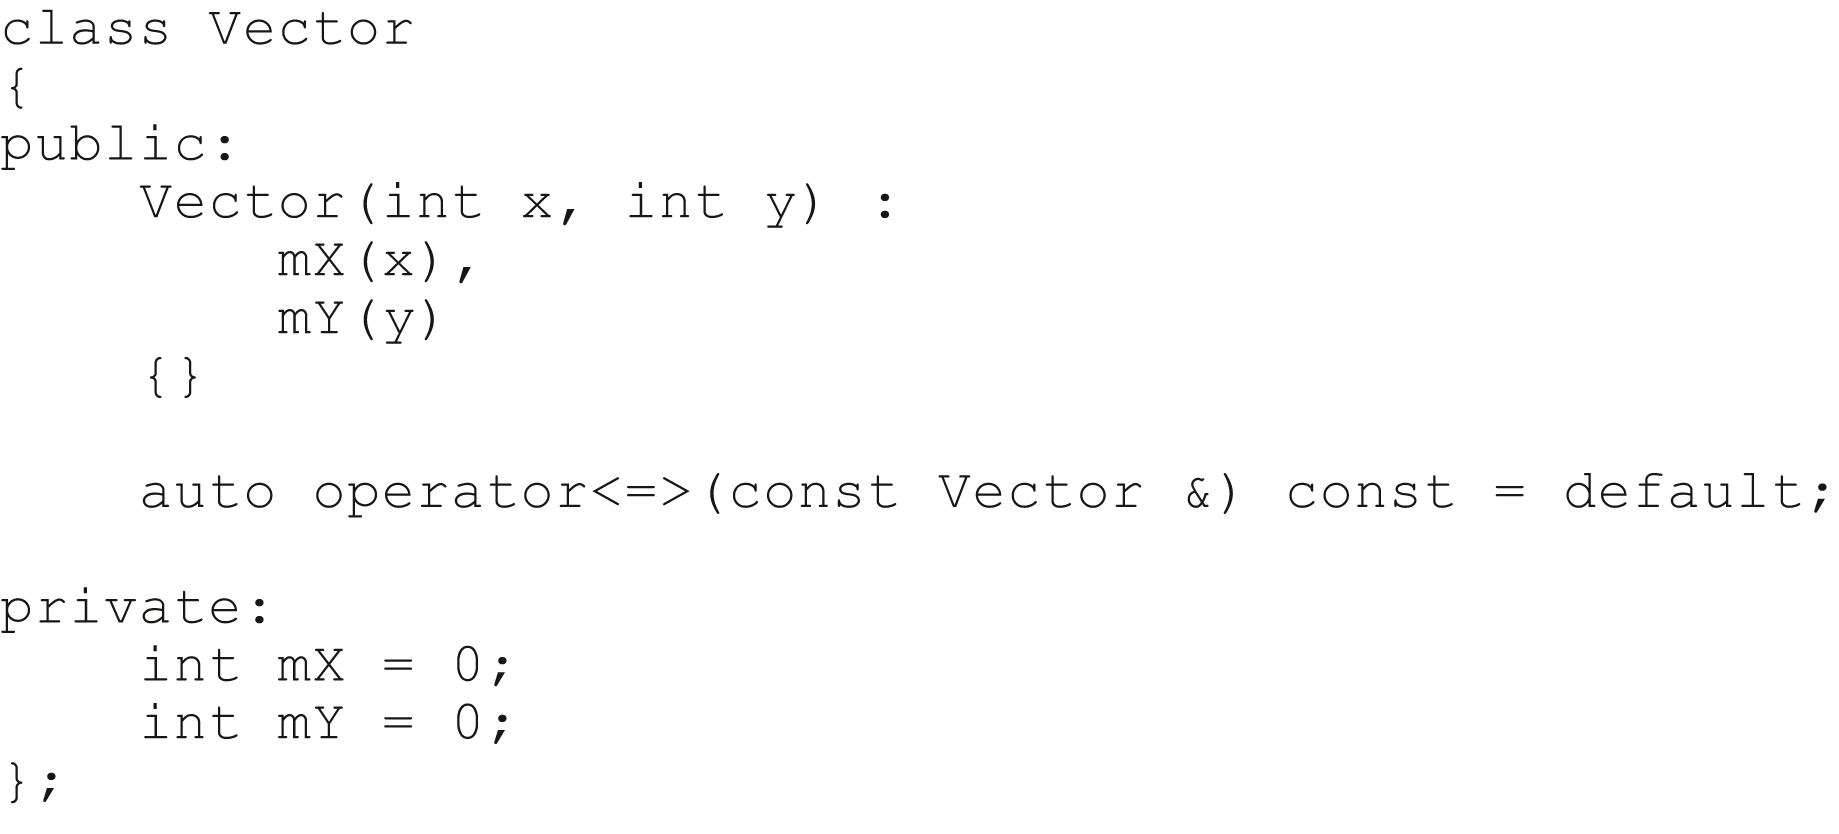 class Vector
{
public:
    Vector(int x, int y) :
        mX(x),
        mY(y)
    {}

    auto operator<=>(const Vector &) const = default;

private:
    int mX = 0;
    int mY = 0;
};